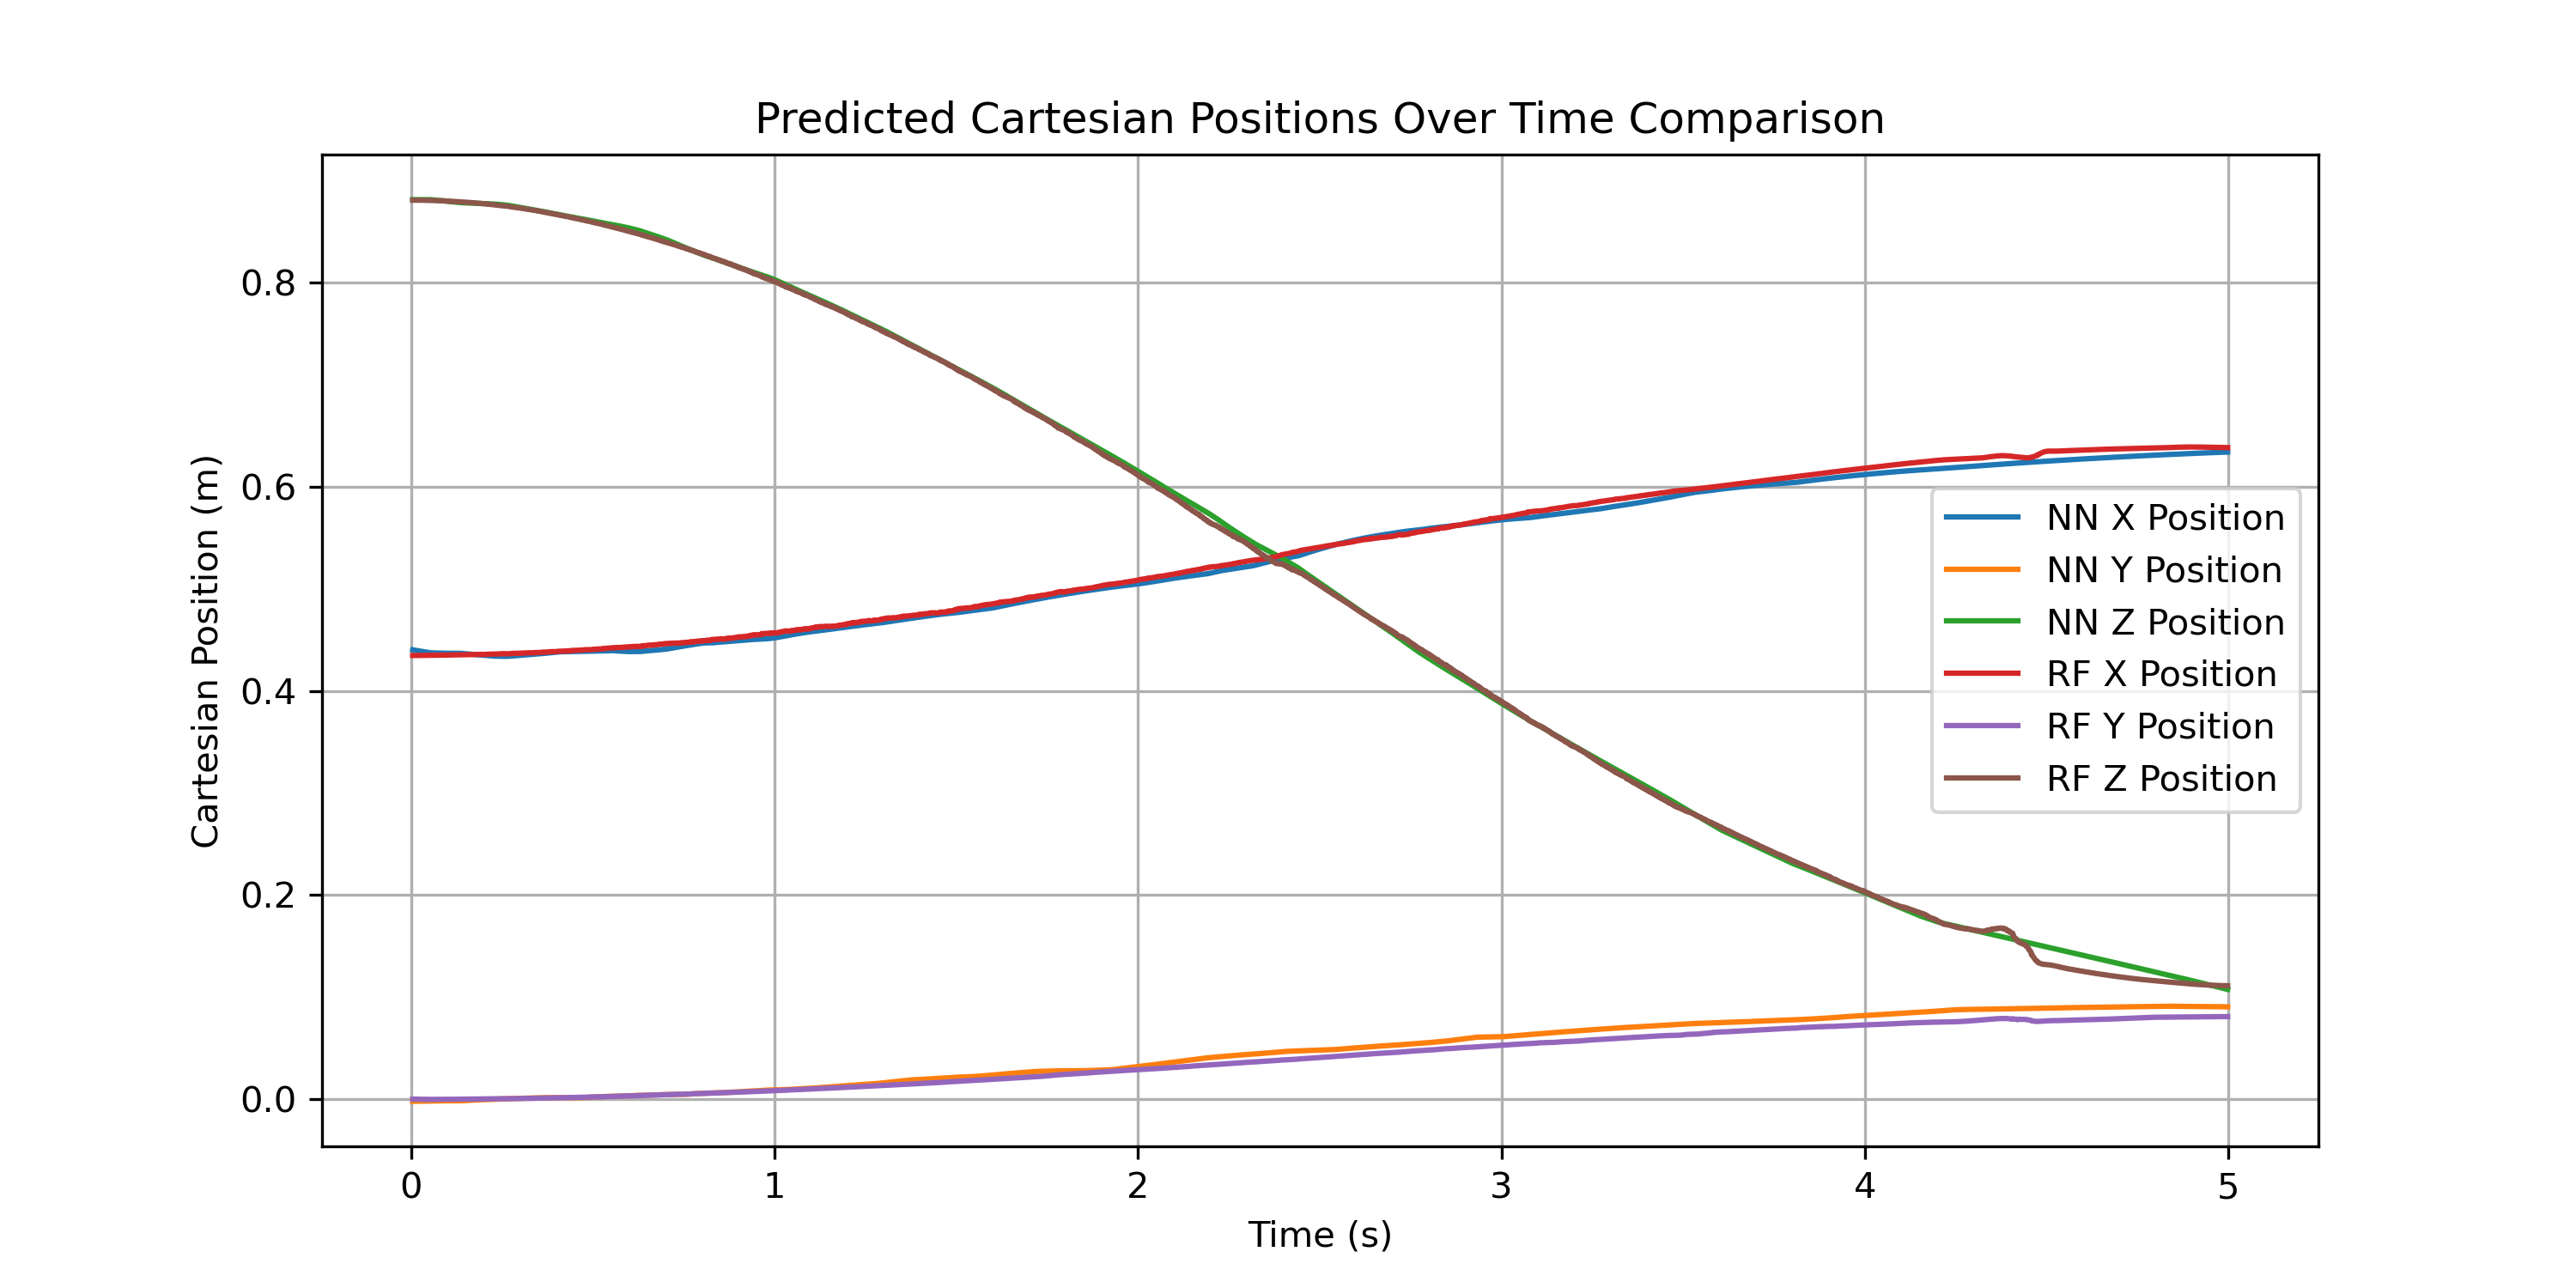 Predicted Cartesian Positions Over Time Comparison
Cartesian Position (m)
0.8
0.6
0.4
0.2
0.0
NN X Position
NN Y Position
NN Z Position
RF X Position
RF Y Position
RF Z Position
0 1 2 3 4 5
Time (s)